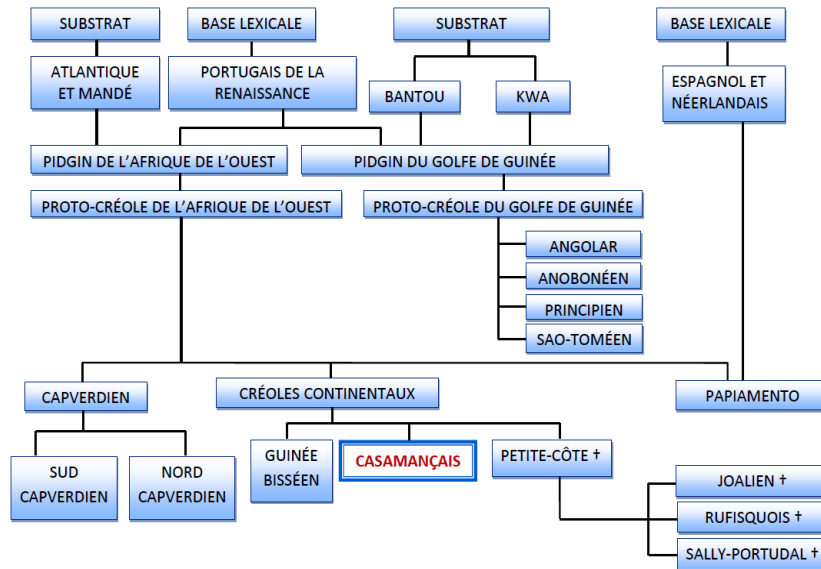 SUBSTRAT
BASE LEXICALE
SUBSTRAT
BASE LEXICALE
ATLANTIQUE
ET MANDÉ
PORTUGAIS DE LA
RENAISSANCE
BANTOU
KWA
ESPAGNOL ET
NÉERLANDAIS
PIDGIN DE L'AFRIQUE DE L'OUEST
PIDGIN DU GOLFE DE GUINÉE
PROTO-CRÉOLE DE L'AFRIQUE DE L'OUEST
PROTO-CRÉOLE DU GOLFE DE GUINÉE
ANGOLAR
ANOBONÉEN
PRINCIPIEN
SAO-TOMÉEN
CAPVERDIEN
CRÉOLES CONTINENTAUX
PAPIAMENTO
SUD
CAPVERDIEN
NORD
CAPVERDIEN
GUINÉE
BISSÉEN
CASAMANÇAIS
PETITE-CÔTE †
JOALIEN †
RUFISQUOIS †
SALLY-PORTUDAL †